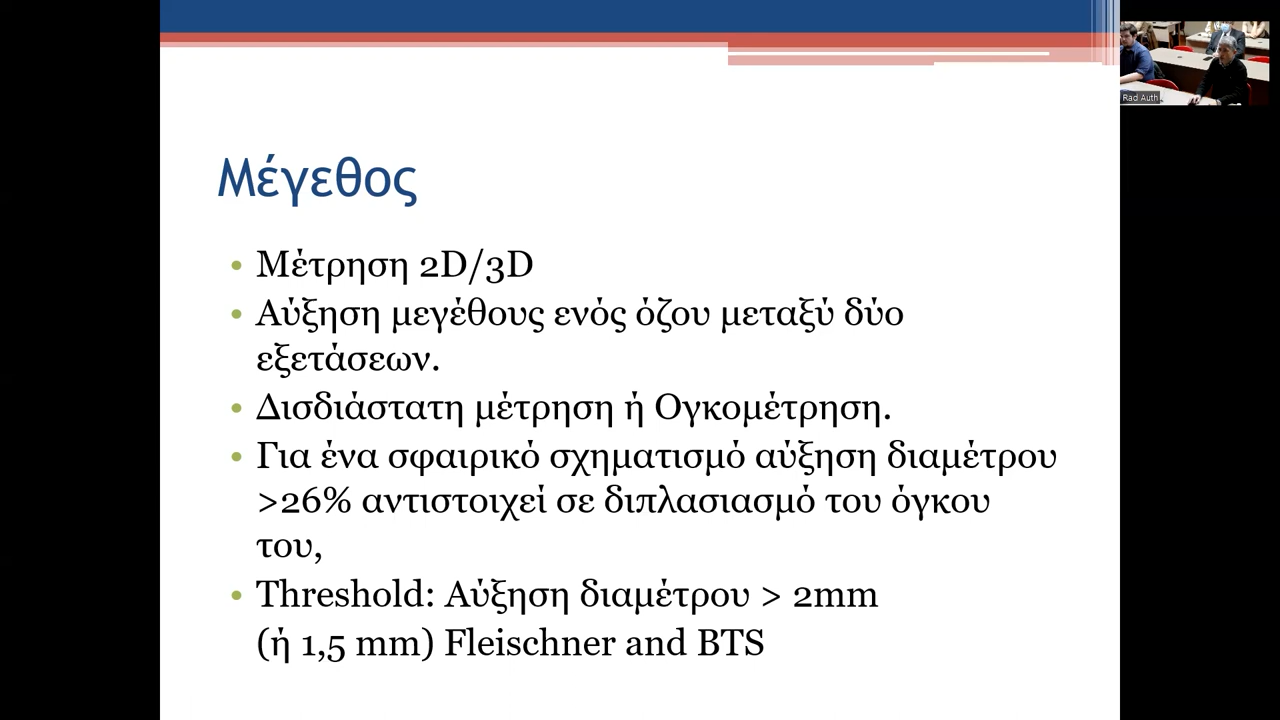 Μέγεθος
• Μέτρηση 2D/3D
• Αύξηση μεγέθους ενός όζου μεταξύ δύο
εξετάσεων.
• Δισδιάστατη μέτρηση ή Ογκομέτρηση.
• Για ένα σφαιρικό σχηματισμό αύξηση διαμέτρου
>26% αντιστοιχεί σε διπλασιασμό του όγκου
του,
• Threshold: Αύξηση διαμέτρου > 2mm
(ή 1,5 mm) Fleischner and BTS
Rad Auth